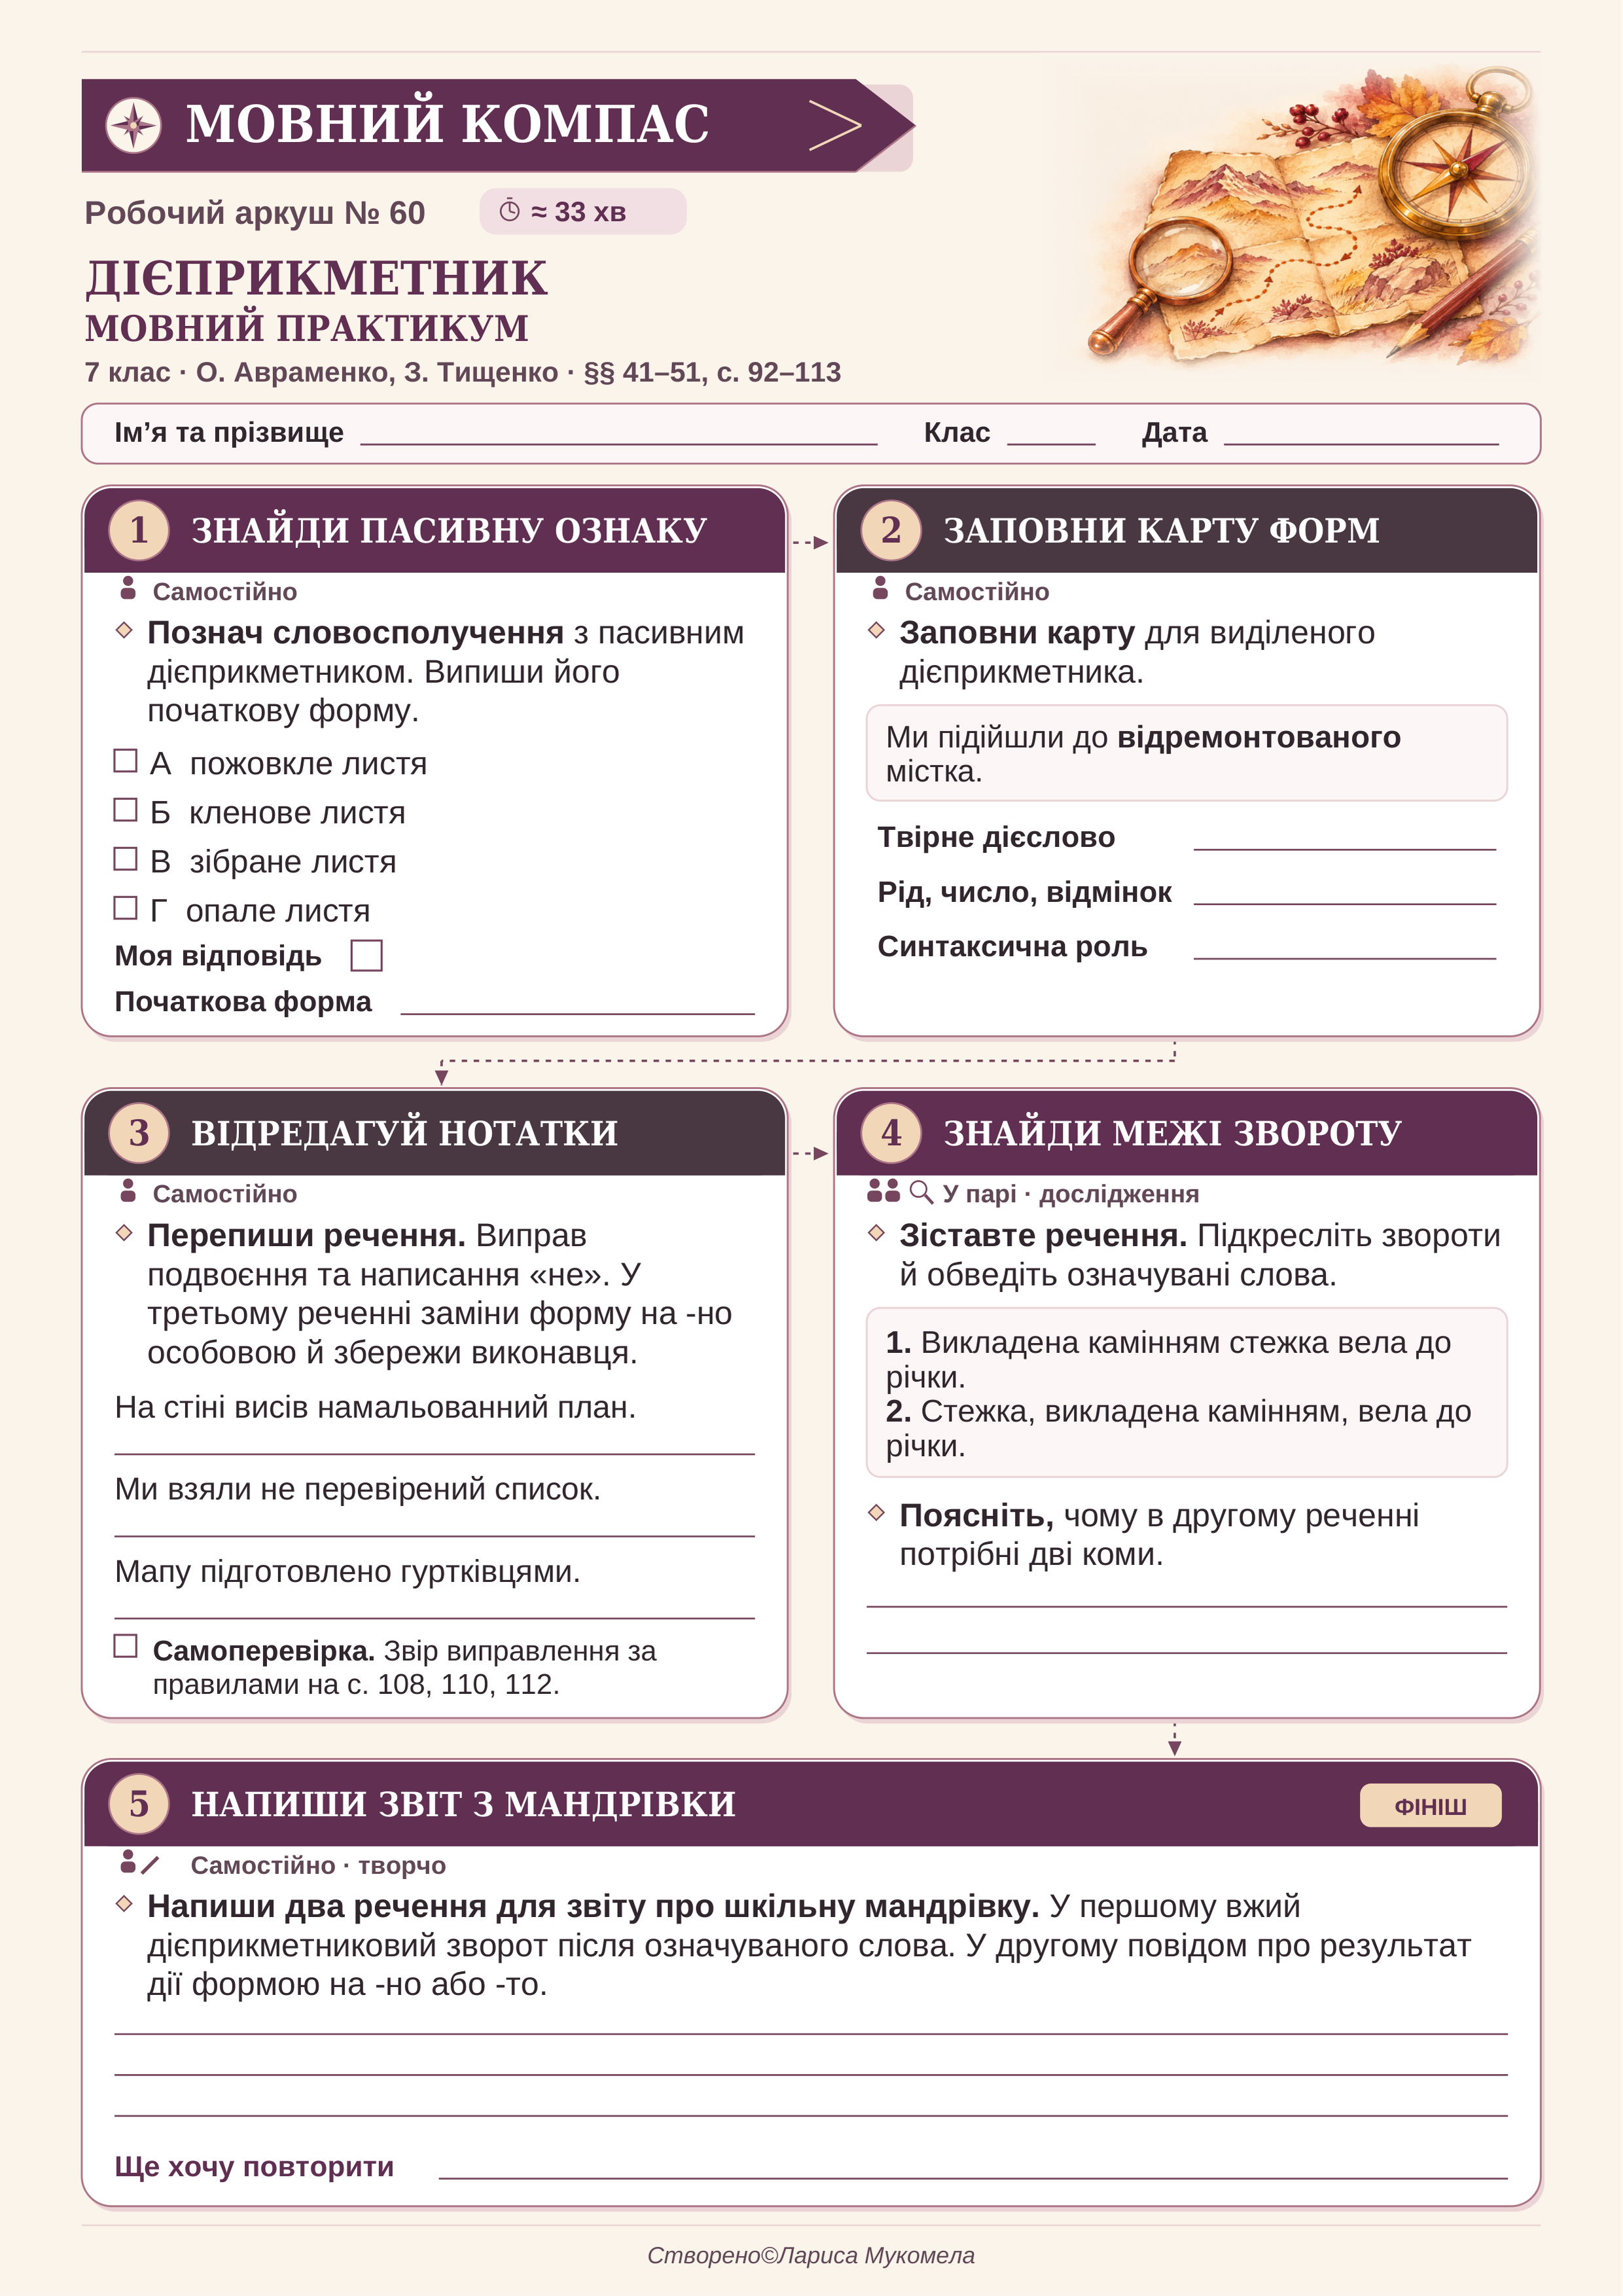 МОВНИЙ КОМПАС
Робочий аркуш № 60
≈ 33 хв
ДІЄПРИКМЕТНИК
МОВНИЙ ПРАКТИКУМ
7 клас · О. Авраменко, З. Тищенко · §§ 41–51, с. 92–113
Ім’я та прізвище
Клас
Дата
1 ЗНАЙДИ ПАСИВНУ ОЗНАКУ
Самостійно
Познач словосполучення з пасивним
дієприкметником. Випиши його
початкову форму.
А пожовкле листя
Б кленове листя
В зібране листя
Г опале листя
Моя відповідь
Початкова форма
2 ЗАПОВНИ КАРТУ ФОРМ
Самостійно
Заповни карту для виділеного
дієприкметника.
Ми підійшли до відремонтованого
містка.
Твірне дієслово
Рід, число, відмінок
Синтаксична роль
3 ВІДРЕДАГУЙ НОТАТКИ
Самостійно
Перепиши речення. Виправ
подвоєння та написання «не». У
третьому реченні заміни форму на -но
особовою й збережи виконавця.
На стіні висів намальованний план.
Ми взяли не перевірений список.
Мапу підготовлено гуртківцями.
Самоперевірка. Звір виправлення за
правилами на с. 108, 110, 112.
4 ЗНАЙДИ МЕЖІ ЗВОРОТУ
У парі · дослідження
Зіставте речення. Підкресліть звороти
й обведіть означувані слова.
1. Викладена камінням стежка вела до
річки.
2. Стежка, викладена камінням, вела до
річки.
Поясніть, чому в другому реченні
потрібні дві коми.
5 НАПИШИ ЗВІТ З МАНДРІВКИ
ФІНІШ
Самостійно · творчо
Напиши два речення для звіту про шкільну мандрівку. У першому вжий
дієприкметниковий зворот після означуваного слова. У другому повідом про результат
дії формою на -но або -то.
Ще хочу повторити
Створено©Лариса Мукомела